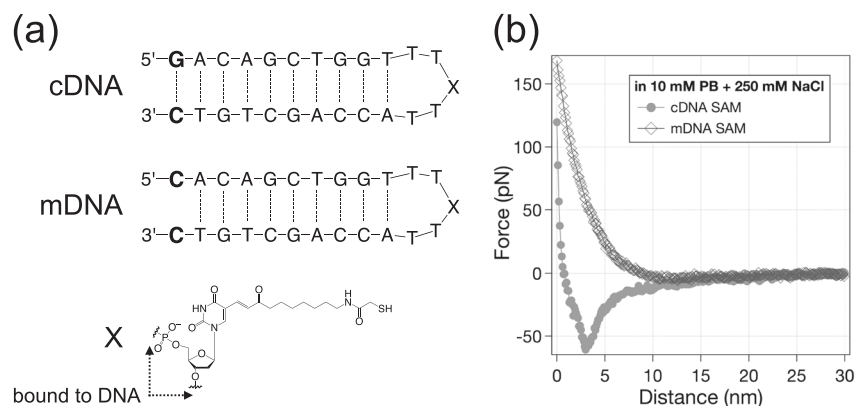 (a)
5'–G–A–C–A–G–C–T–G–G–T–T–T
cDNA
X
3'–C–T–G–T–C–G–A–C–C–A–T–T
5'–C–A–C–A–G–C–T–G–G–T–T–T
mDNA
X
3'–C–T–G–T–C–G–A–C–C–A–T–T
X
O
O
H
N
SH
HN
O
O
N
O⁻
P
O
O
O
O
bound to DNA
(b)
in 10 mM PB + 250 mM NaCl
cDNA SAM
mDNA SAM
Force (pN)
150
100
50
0
-50
0 5 10 15 20 25 30
Distance (nm)